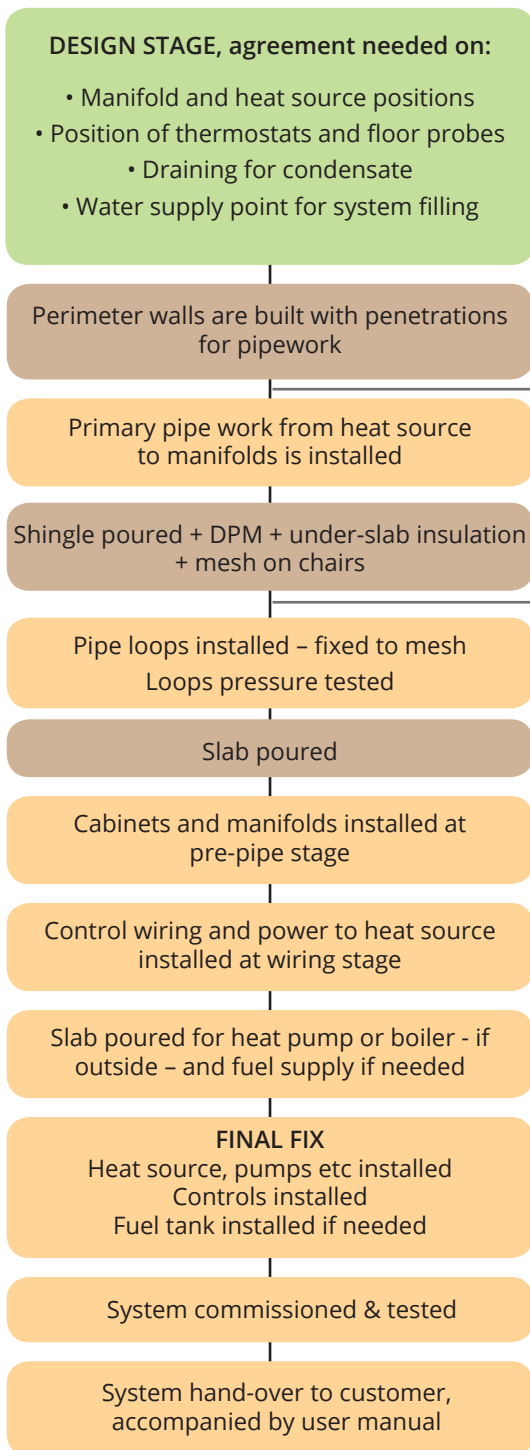 DESIGN STAGE, agreement needed on:
• Manifold and heat source positions
• Position of thermostats and floor probes
• Draining for condensate
• Water supply point for system filling
Perimeter walls are built with penetrations
for pipework
Primary pipe work from heat source
to manifolds is installed
Shingle poured + DPM + under-slab insulation
+ mesh on chairs
Pipe loops installed – fixed to mesh
Loops pressure tested
Slab poured
Cabinets and manifolds installed at
pre-pipe stage
Control wiring and power to heat source
installed at wiring stage
Slab poured for heat pump or boiler - if
outside – and fuel supply if needed
FINAL FIX
Heat source, pumps etc installed
Controls installed
Fuel tank installed if needed
System commissioned & tested
System hand-over to customer,
accompanied by user manual